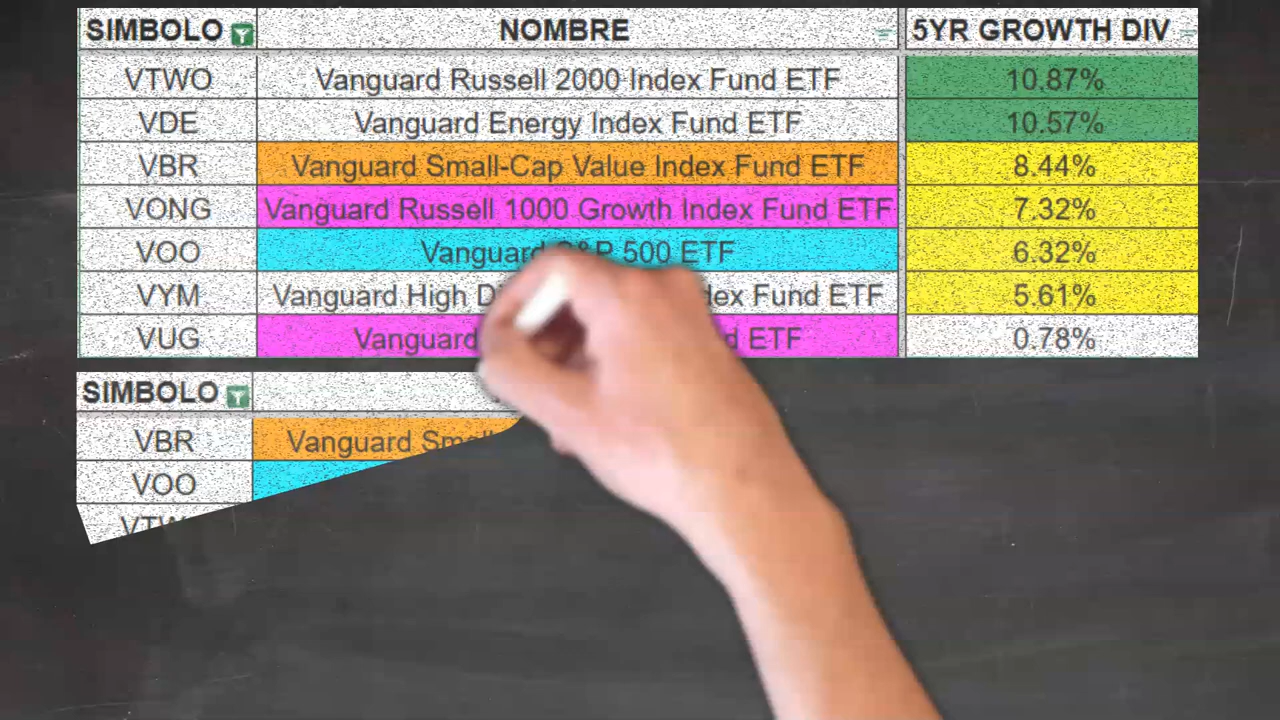 SIMBOLO NOMBRE 5YR GROWTH DIV
VTWO Vanguard Russell 2000 Index Fund ETF 10.87%
VDE Vanguard Energy Index Fund ETF 10.57%
VBR Vanguard Small-Cap Value Index Fund ETF 8.44%
VONG Vanguard Russell 1000 Growth Index Fund ETF 7.32%
VOO Vanguard S&P 500 ETF 6.32%
VYM Vanguard High Fund ETF 5.61%
VUG Vanguard ETF 0.78%
SIMBOLO
VBR Vanguard
VOO